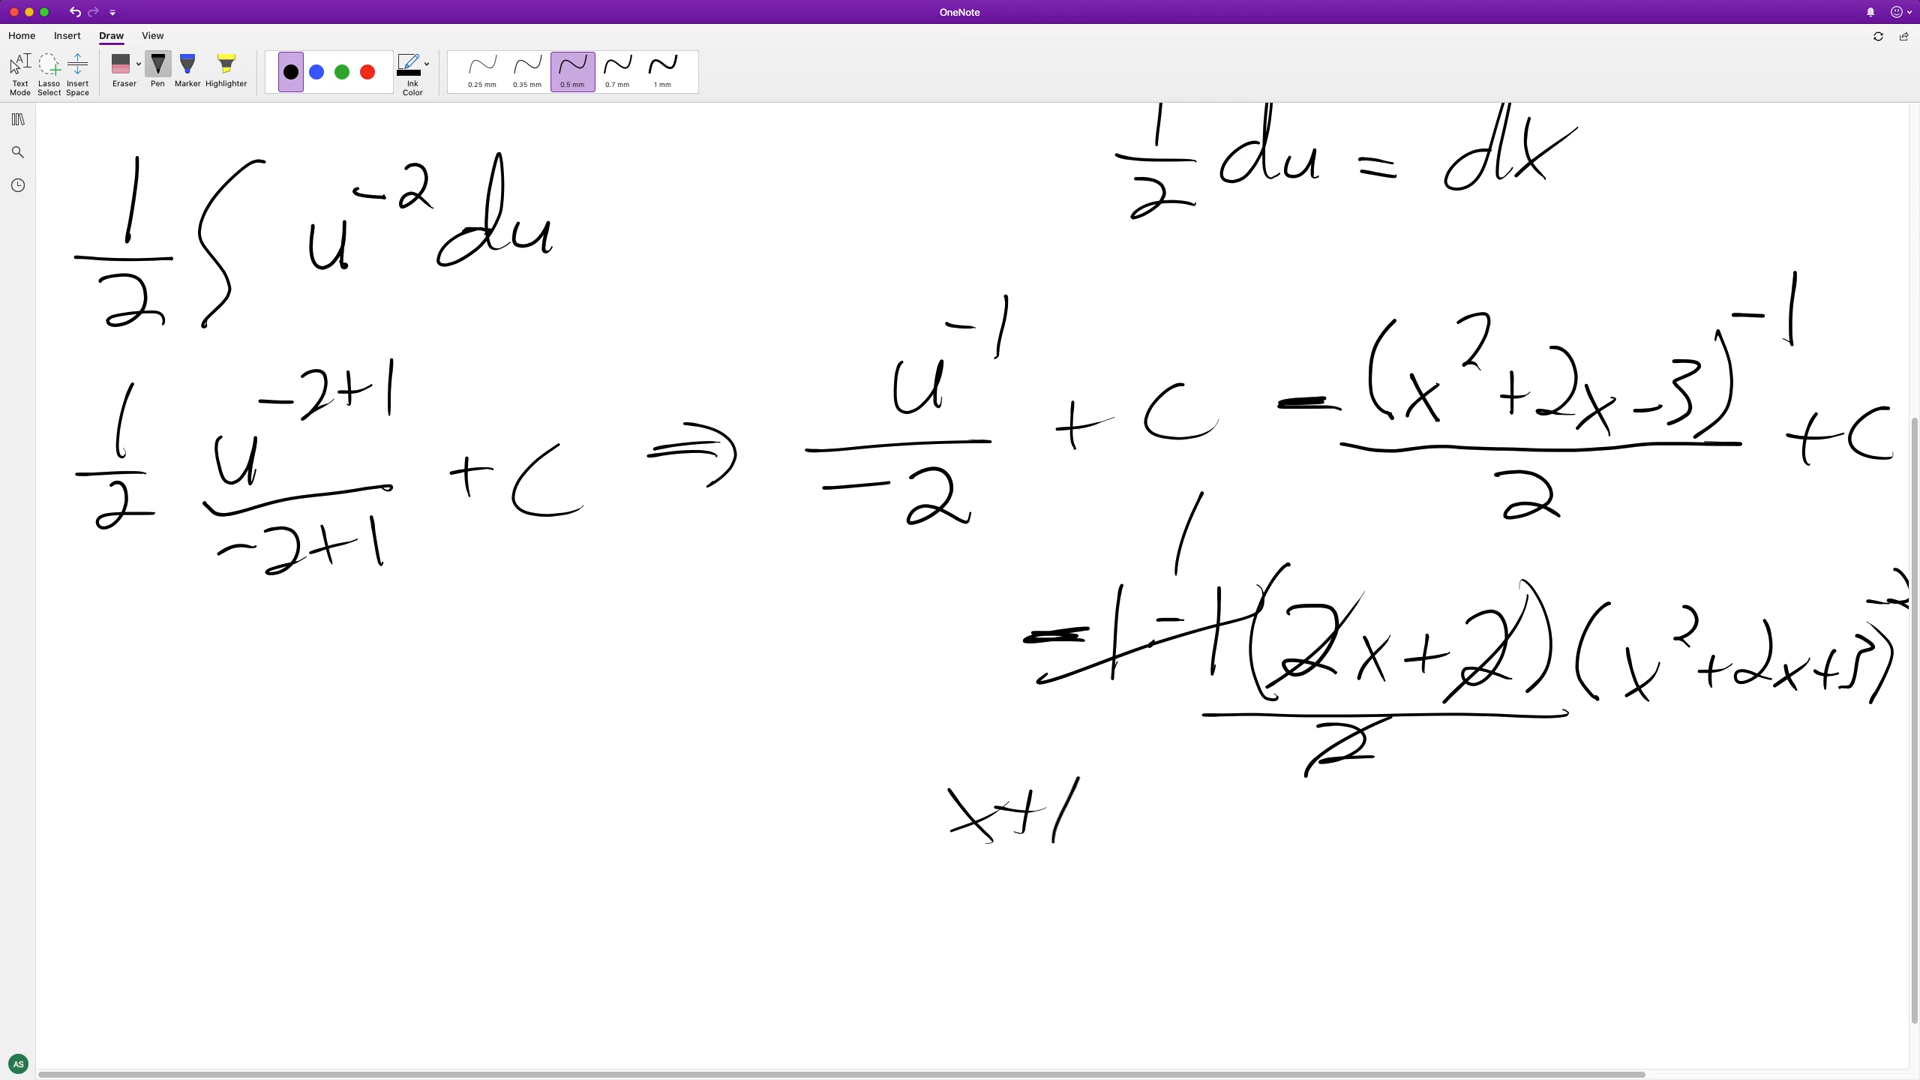 OneNote
Home Insert Draw View
Text Mode Lasso Select Insert Space Eraser Pen Marker Highlighter Ink Color 0.25 mm 0.35 mm 0.5 mm 0.7 mm 1 mm
1/2 du = dx
1/2 ∫ u^-2 du
1/2 u^-2+1/-2+1 + C ⇒ u^-1/-2 + C - (x^2+2x-3)^-1/2 + C
1
-1 -1(2x+2)/2 (x^2+2x+3)^-2
x+1
AS